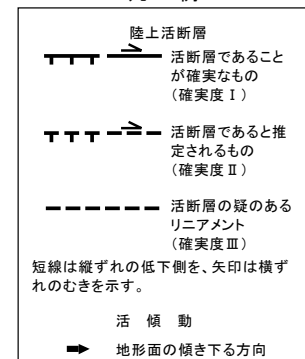 陸上活断層
活断層であること
が確実なもの
(確実度Ⅰ)
活断層であると推
定されるもの
(確実度Ⅱ)
活断層の疑のある
リニアメント
(確実度Ⅲ)
短線は縦ずれの低下側を、矢印は横ず
れのむきを示す。
活 傾 動
地形面の傾き下る方向